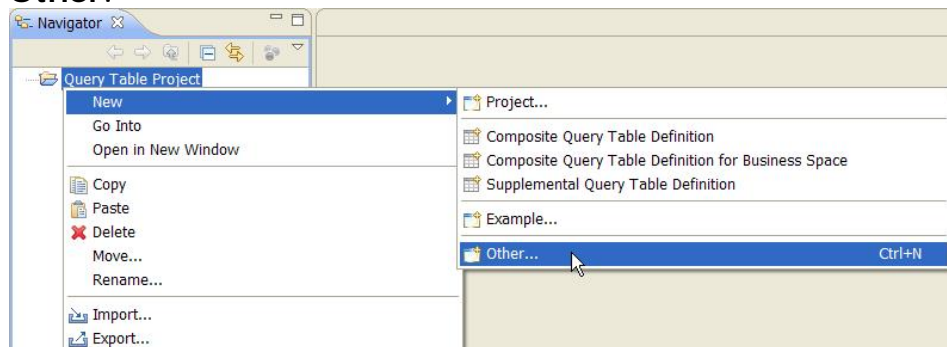 Other.
Navigator
Query Table Project
New
Go Into
Open in New Window
Copy
Paste
Delete
Move...
Rename...
Import...
Export...
Project...
Composite Query Table Definition
Composite Query Table Definition for Business Space
Supplemental Query Table Definition
Example...
Other... Ctrl+N